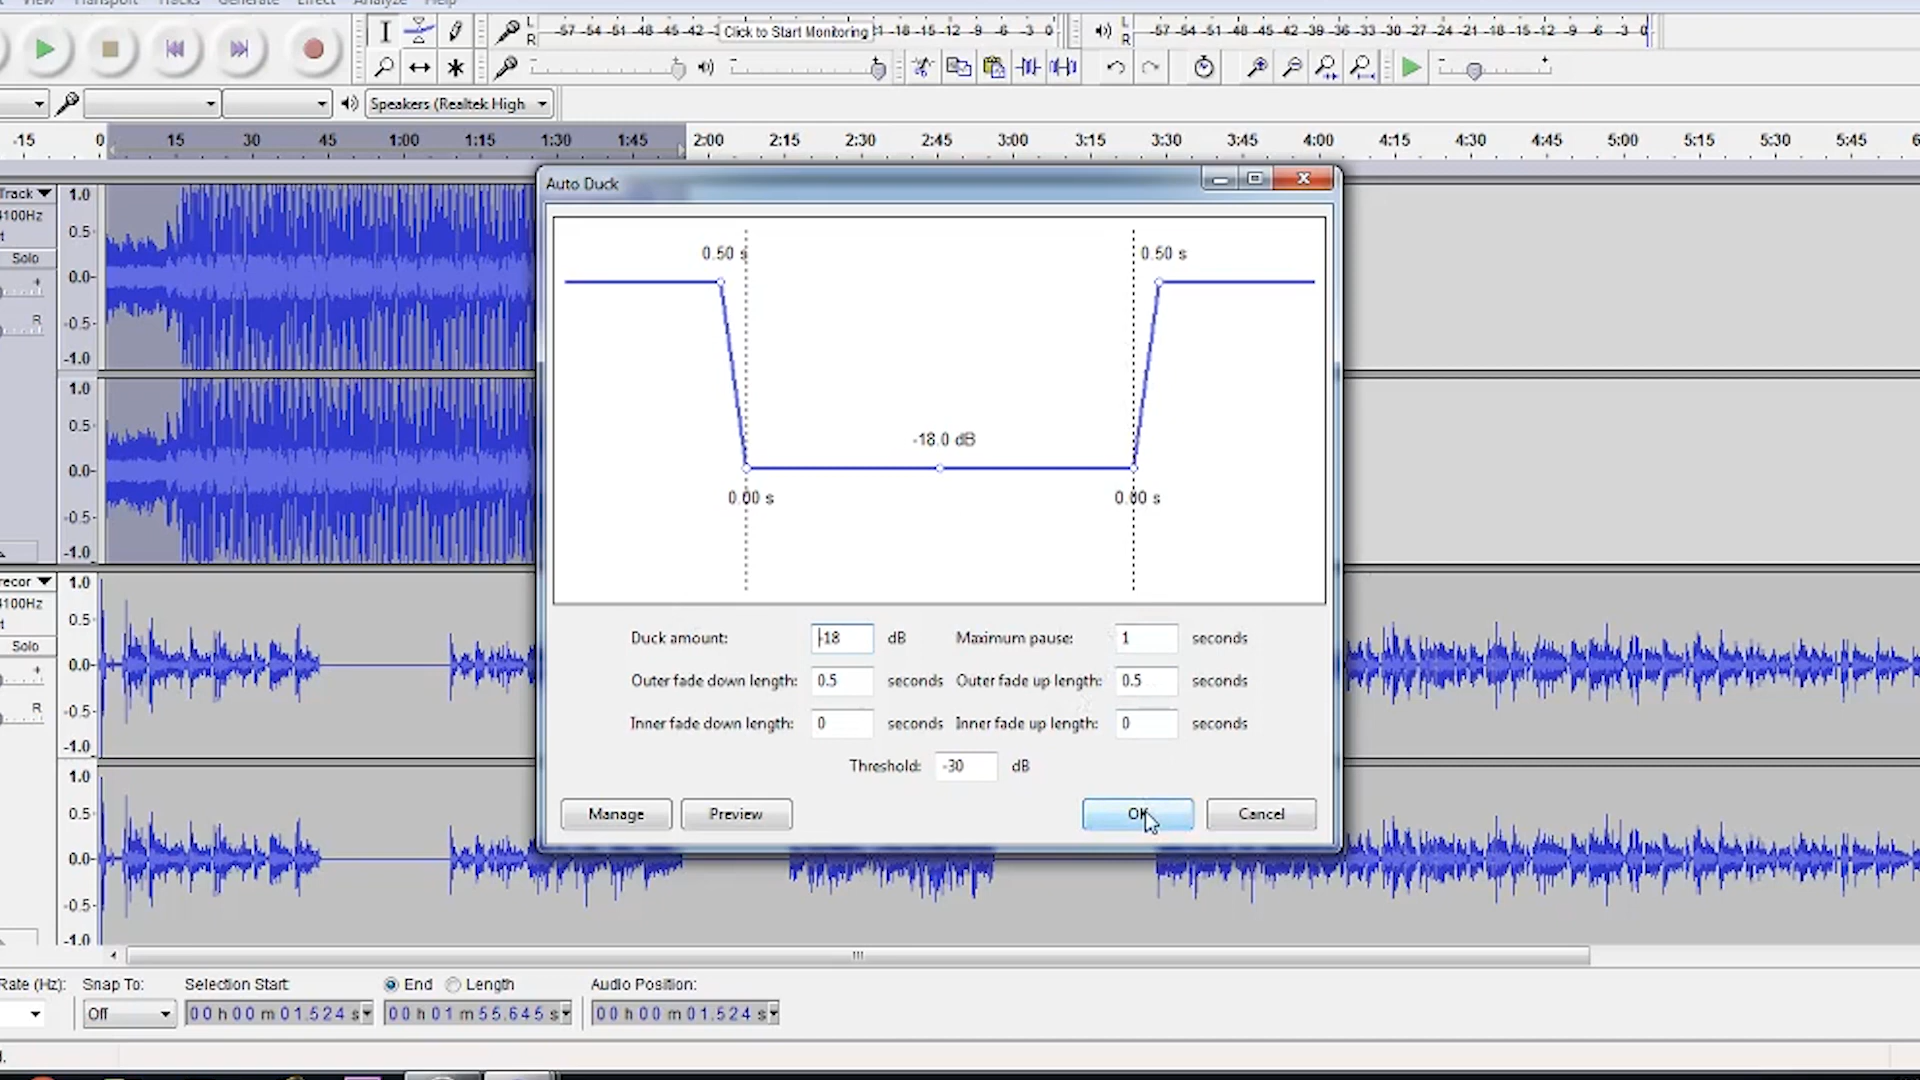 View Transport Tracks Generate Effect Analyze Help
L R -57 -54 -51 -48 -45 -42 Click to Start Monitoring -18 -15 -12 -9 -6 -3 0
L R -57 -54 -51 -48 -45 -42 -39 -36 -33 -30 -27 -24 -21 -18 -15 -12 -9 -6 -3 0
Speakers (Realtek High
-15 0 15 30 45 1:00 1:15 1:30 1:45 2:00 2:15 2:30 2:45 3:00 3:15 3:30 3:45 4:00 4:15 4:30 4:45 5:00 5:15 5:30 5:45
Auto Duck
Track 1.0
4100Hz
0.5-
Solo
0.0-
R
-0.5-
-1.0
1.0
0.5-
0.0-
-0.5-
-1.0
0.50 s 0.50 s
-18.0 dB
0.00 s 0.00 s
recor 1.0
4100Hz
0.5-
Solo
0.0-
R
-0.5-
-1.0
1.0
0.5-
0.0-
-0.5-
-1.0
Duck amount: -18 dB Maximum pause: 1 seconds
Outer fade down length: 0.5 seconds Outer fade up length: 0.5 seconds
Inner fade down length: 0 seconds Inner fade up length: 0 seconds
Threshold: -30 dB
Manage Preview OK Cancel
Rate (Hz): Snap To: Selection Start: End Length Audio Position:
Off 00 h 00 m 01.524 s 00 h 01 m 55.645 s 00 h 00 m 01.524 s